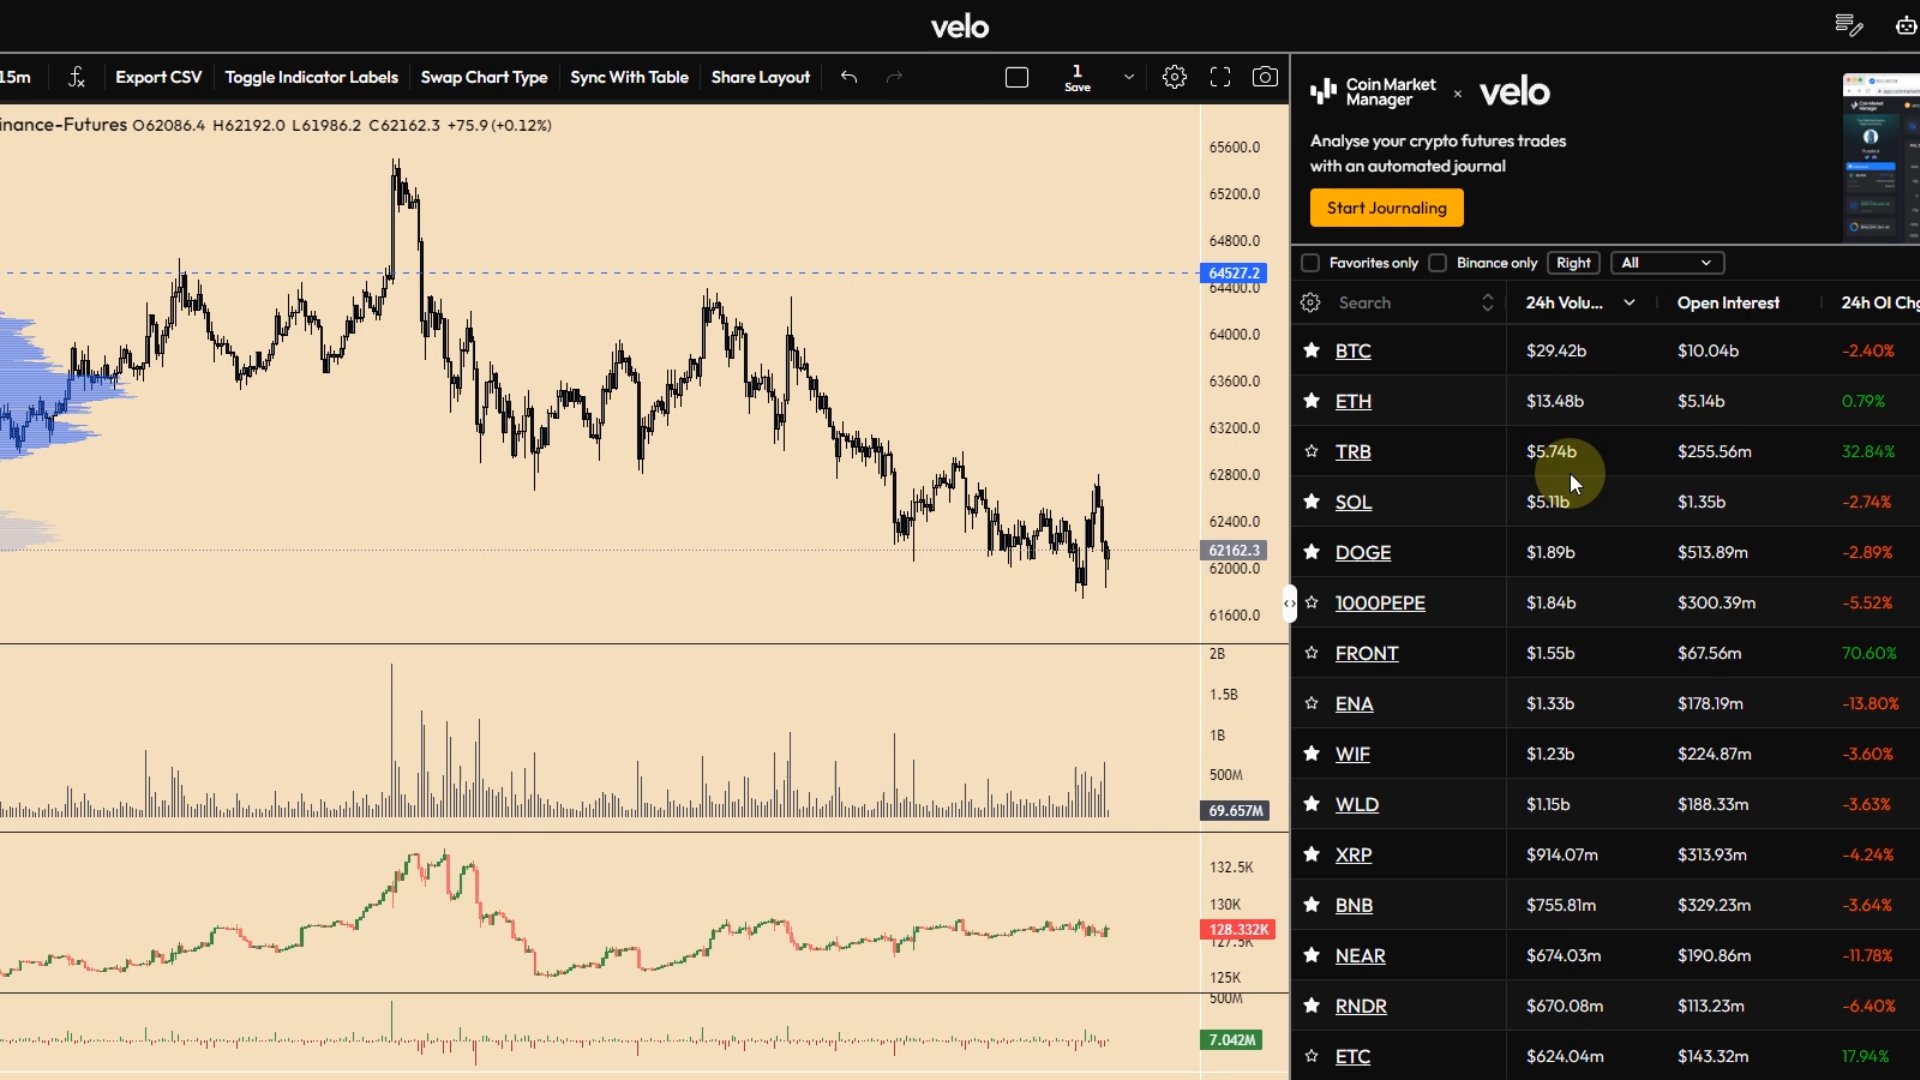 velo
15m
Export CSV
Toggle Indicator Labels
Swap Chart Type
Sync With Table
Share Layout
1
Save
inance-Futures O62086.4 H62192.0 L61986.2 C62162.3 +75.9 (+0.12%)
65600.0
65200.0
64800.0
64527.2
64400.0
64000.0
63600.0
63200.0
62800.0
62400.0
62162.3
62000.0
61600.0
2B
1.5B
1B
500M
69.657M
132.5K
130K
128.332K
127.5K
125K
500M
7.042M
Coin Market
Manager
×
velo
Analyse your crypto futures trades
with an automated journal
Start Journaling
Favorites only
Binance only
Right
All
Search
24h Volu...
Open Interest
24h OI Chg
BTC $29.42b $10.04b -2.40%
ETH $13.48b $5.14b 0.79%
TRB $5.74b $255.56m 32.84%
SOL $5.11b $1.35b -2.74%
DOGE $1.89b $513.89m -2.89%
1000PEPE $1.84b $300.39m -5.52%
FRONT $1.55b $67.56m 70.60%
ENA $1.33b $178.19m -13.80%
WIF $1.23b $224.87m -3.60%
WLD $1.15b $188.33m -3.63%
XRP $914.07m $313.93m -4.24%
BNB $755.81m $329.23m -3.64%
NEAR $674.03m $190.86m -11.78%
RNDR $670.08m $113.23m -6.40%
ETC $624.04m $143.32m 17.94%